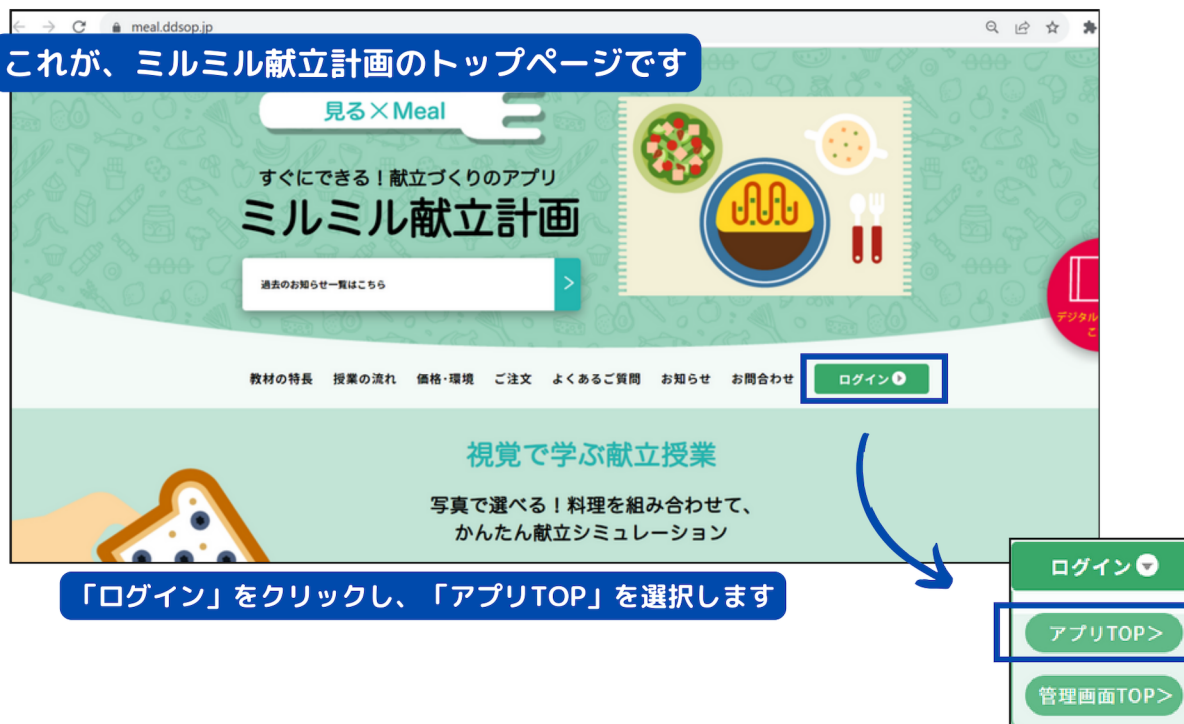 meal.ddsop.jp
これが、ミルミル献立計画のトップページです
見る×Meal
すぐにできる！献立づくりのアプリ
ミルミル献立計画
過去のお知らせ一覧はこちら
デジタル
こ
教材の特長 授業の流れ 価格・環境 ご注文 よくあるご質問 お知らせ お問合わせ ログイン
視覚で学ぶ献立授業
写真で選べる！料理を組み合わせて、
かんたん献立シミュレーション
「ログイン」をクリックし、「アプリTOP」を選択します
ログイン
アプリTOP＞
管理画面TOP＞